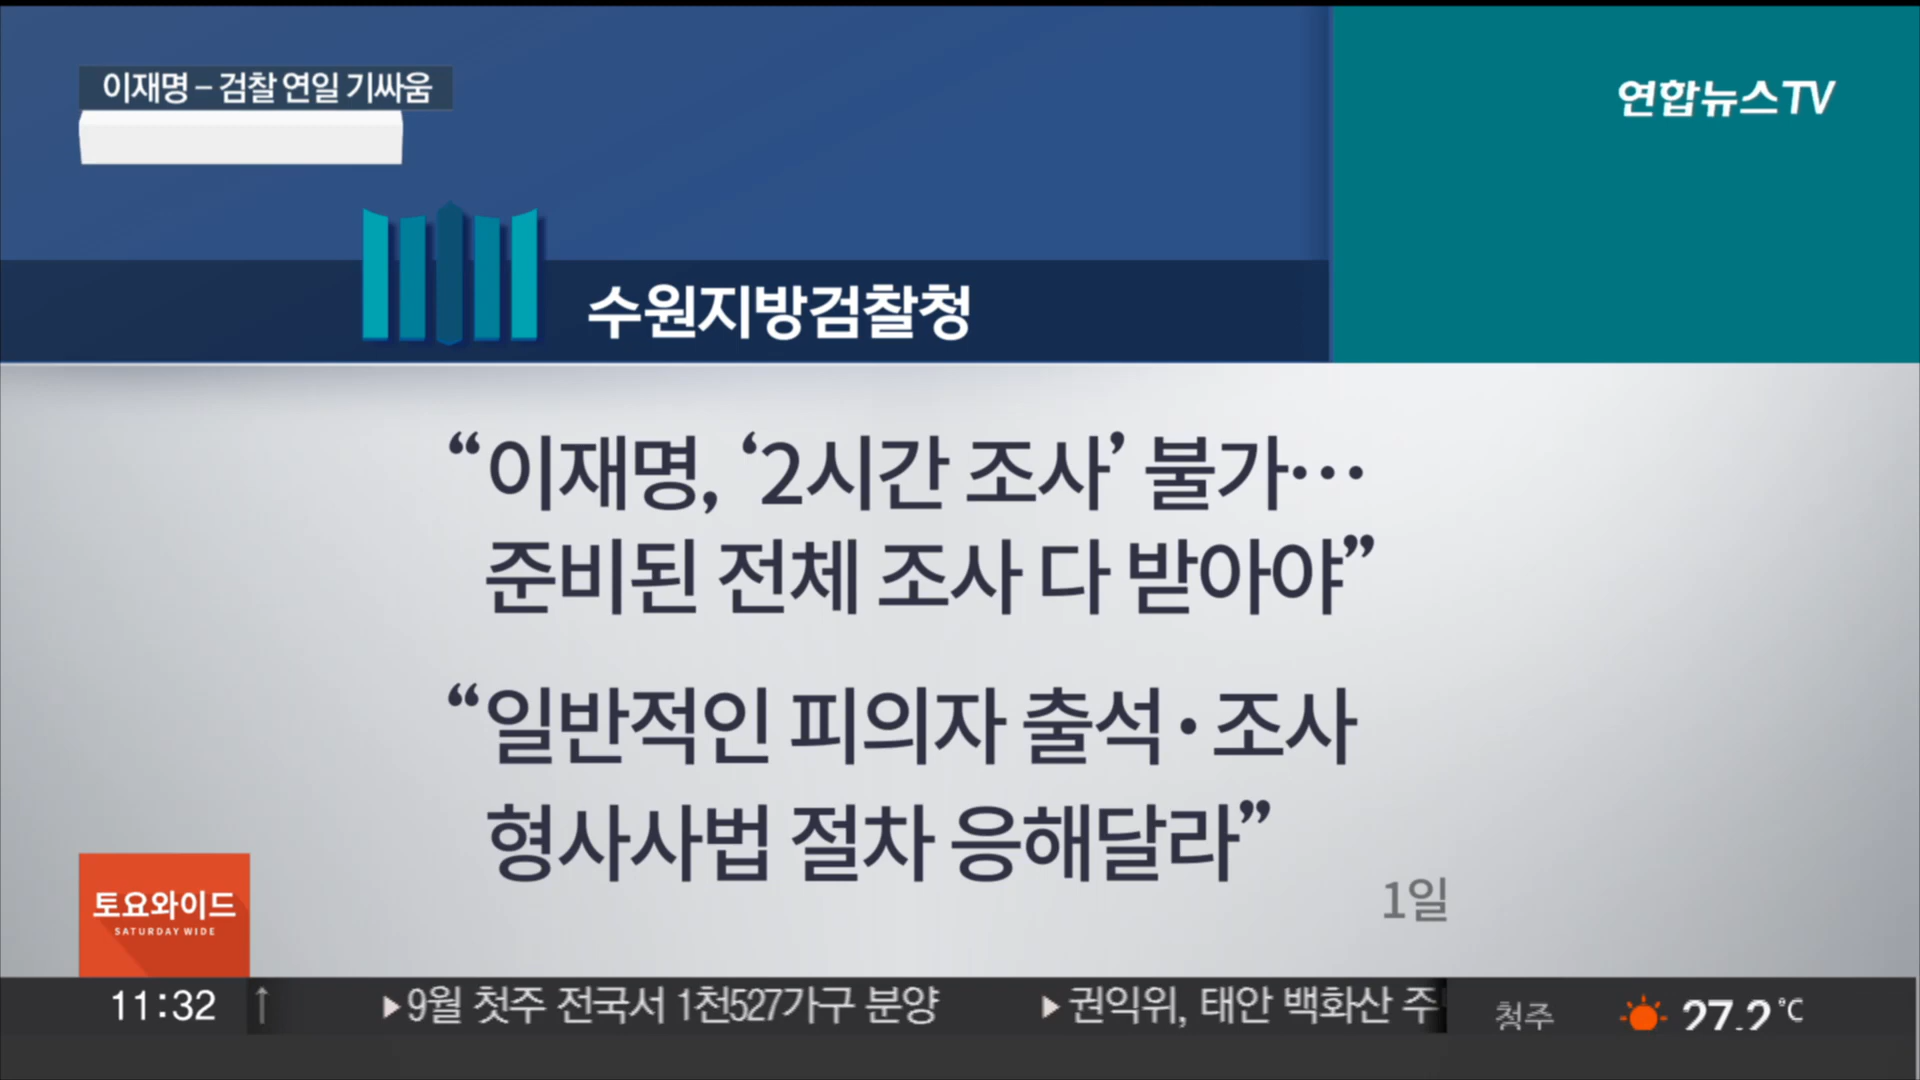 이재명 – 검찰 연일 기싸움
연합뉴스TV
수원지방검찰청
“이재명, ‘2시간 조사’ 불가…
준비된 전체 조사 다 받아야”
“일반적인 피의자 출석·조사
형사사법 절차 응해달라”
1일
토요와이드
SATURDAY WIDE
11:32 ↑ ▶9월 첫주 전국서 1천527가구 분양 ▶권익위, 태안 백화산 주 청주 27.2℃